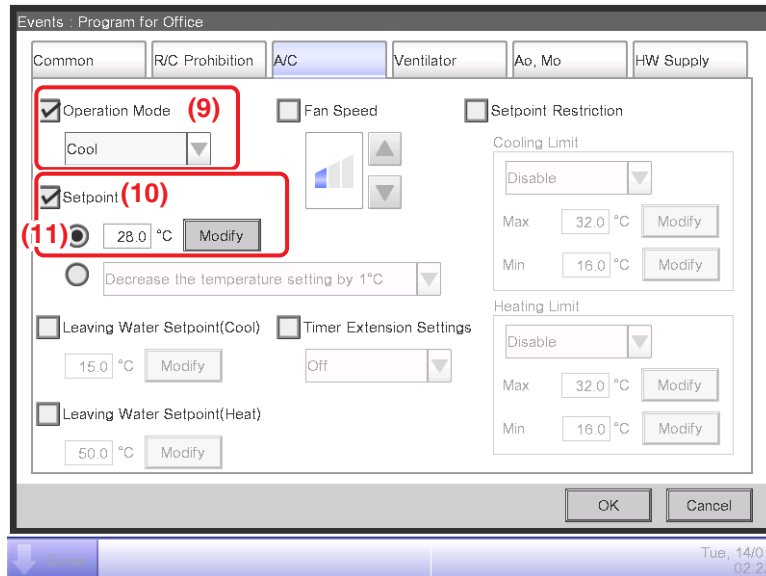 Events : Program for Office
Common R/C Prohibition A/C Ventilator Ao, Mo HW Supply
Operation Mode (9) Fan Speed Setpoint Restriction
Cool Cooling Limit
Disable
Setpoint (10)
(11) 28.0 °C Modify Max 32.0 °C Modify
Decrease the temperature setting by 1°C Min 16.0 °C Modify
Heating Limit
Leaving Water Setpoint(Cool) Timer Extension Settings
Disable
15.0 °C Modify Off
Max 32.0 °C Modify
Leaving Water Setpoint(Heat)
Min 16.0 °C Modify
50.0 °C Modify
OK Cancel
Tue, 14/0
02:2